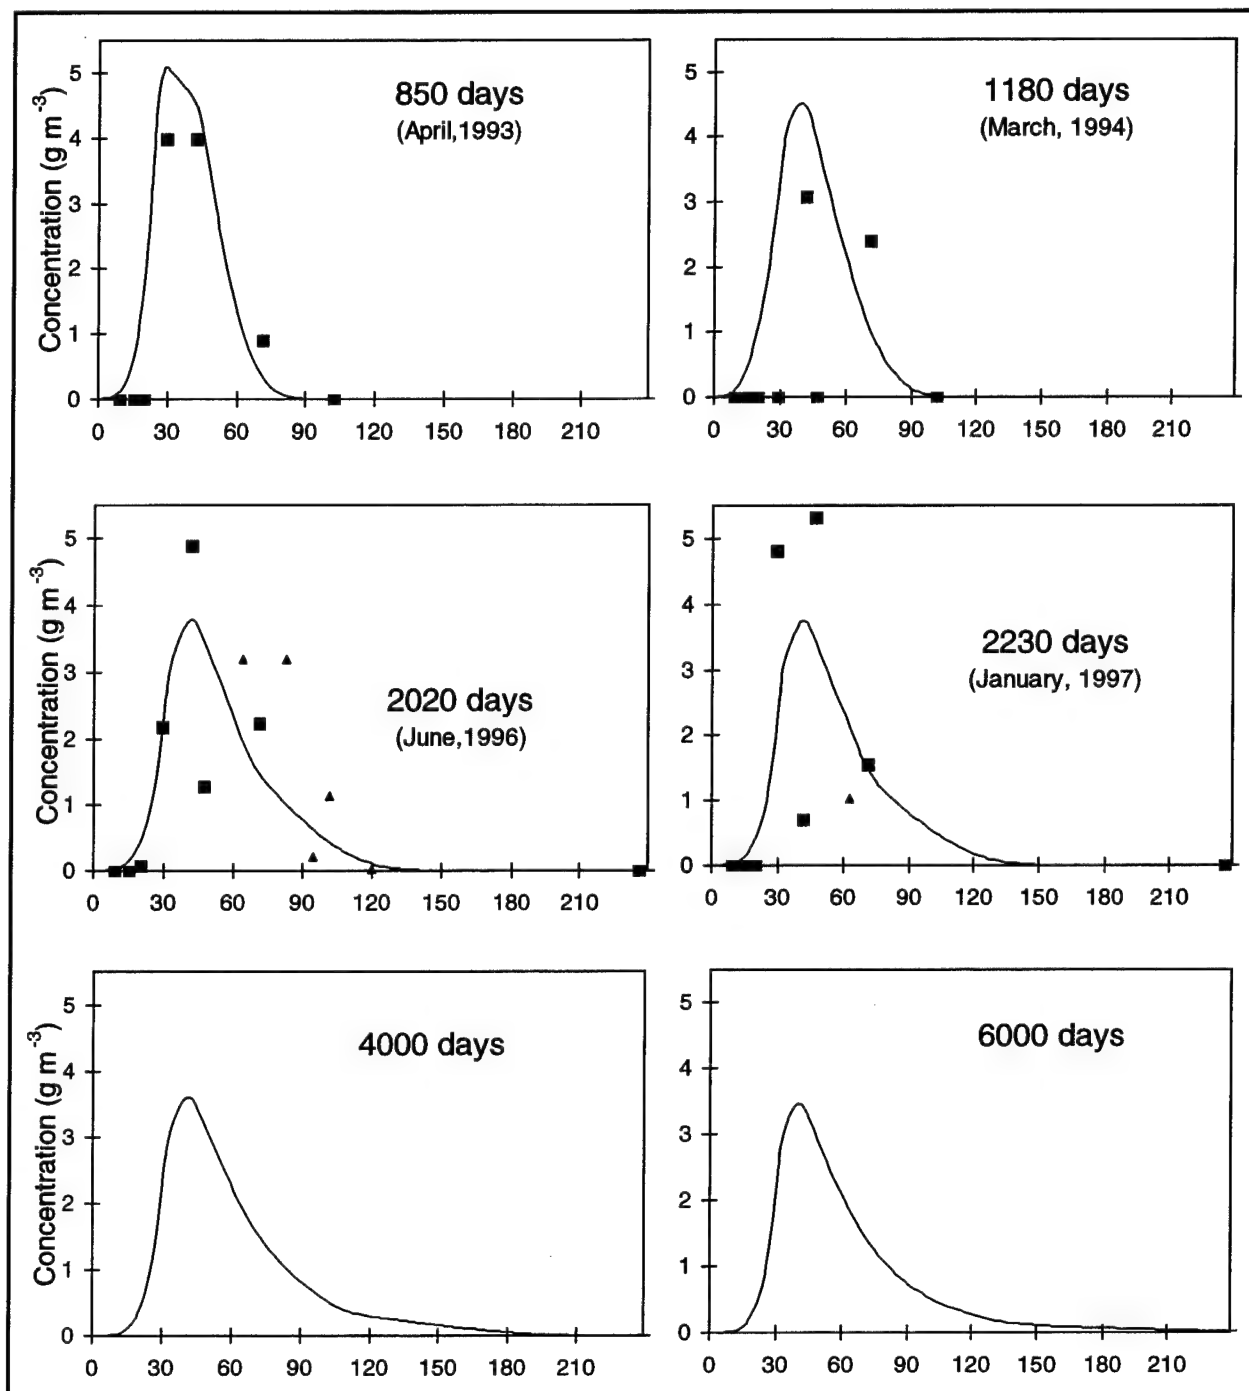 Concentration (g m⁻³)
5
4
3
2
1
0
0 30 60 90 120 150 180 210
850 days
(April,1993)
5
4
3
2
1
0
0 30 60 90 120 150 180 210
1180 days
(March, 1994)
Concentration (g m⁻³)
5
4
3
2
1
0
0 30 60 90 120 150 180 210
2020 days
(June,1996)
5
4
3
2
1
0
0 30 60 90 120 150 180 210
2230 days
(January, 1997)
Concentration (g m⁻³)
5
4
3
2
1
0
0 30 60 90 120 150 180 210
4000 days
5
4
3
2
1
0
0 30 60 90 120 150 180 210
6000 days